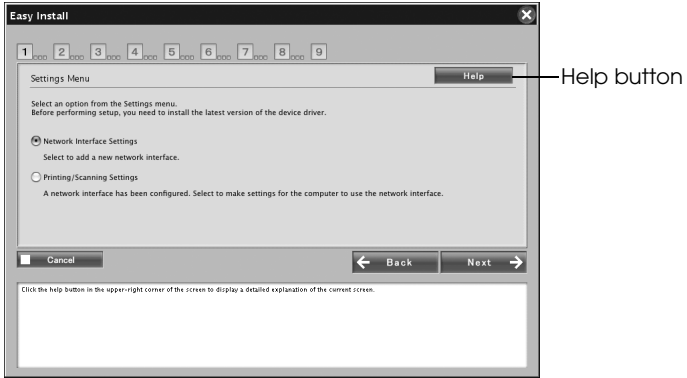 Easy Install
1 2 3 4 5 6 7 8 9
Settings Menu
Help
Help button
Select an option from the Settings menu.
Before performing setup, you need to install the latest version of the device driver.
Network Interface Settings
Select to add a new network interface.
Printing/Scanning Settings
A network interface has been configured. Select to make settings for the computer to use the network interface.
Cancel
Back
Next
Click the help button in the upper-right corner of the screen to display a detailed explanation of the current screen.